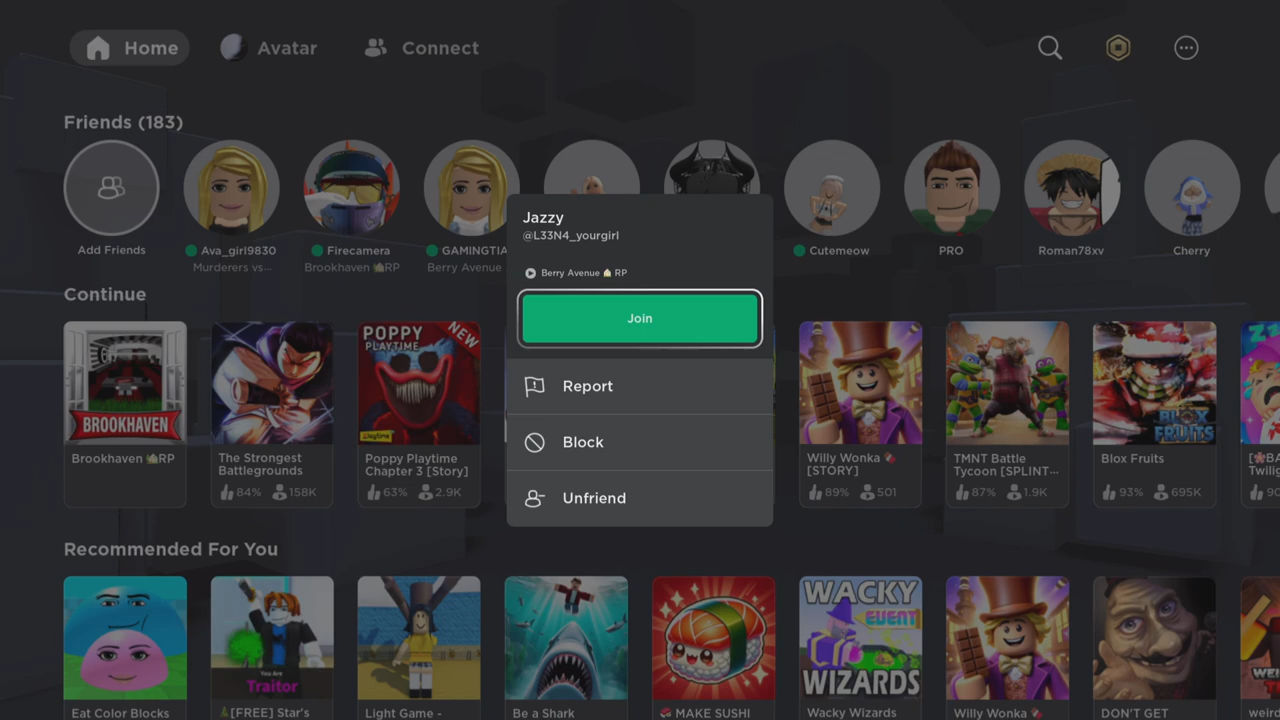 Home
Avatar
Connect
Friends (183)
Add Friends
Ava_girl9830
Murderers vs...
Firecamera
Brookhaven 🏡RP
GAMINGTIA
Berry Avenue
Cutemeow
PRO
Roman78xv
Cherry
Jazzy
@L33N4_yourgirl
Berry Avenue 🏠 RP
Join
Report
Block
Unfriend
Continue
BROOKHAVEN
Brookhaven 🏡RP
The Strongest
Battlegrounds
84% 158K
POPPY
PLAYTIME
NEW
Poppy Playtime
Chapter 3 [Story]
63% 2.9K
Willy Wonka 🍫
[STORY]
89% 501
TMNT Battle
Tycoon [SPLINT...
87% 1.9K
BLOX
FRUITS
Blox Fruits
93% 695K
Recommended For You
Eat Color Blocks
You Are
Traitor
[FREE] Star's
Light Game -
Be a Shark
🍣 MAKE SUSHI
WACKY
EVENT
WIZARDS
Wacky Wizards
Willy Wonka 🍫
DON'T GET